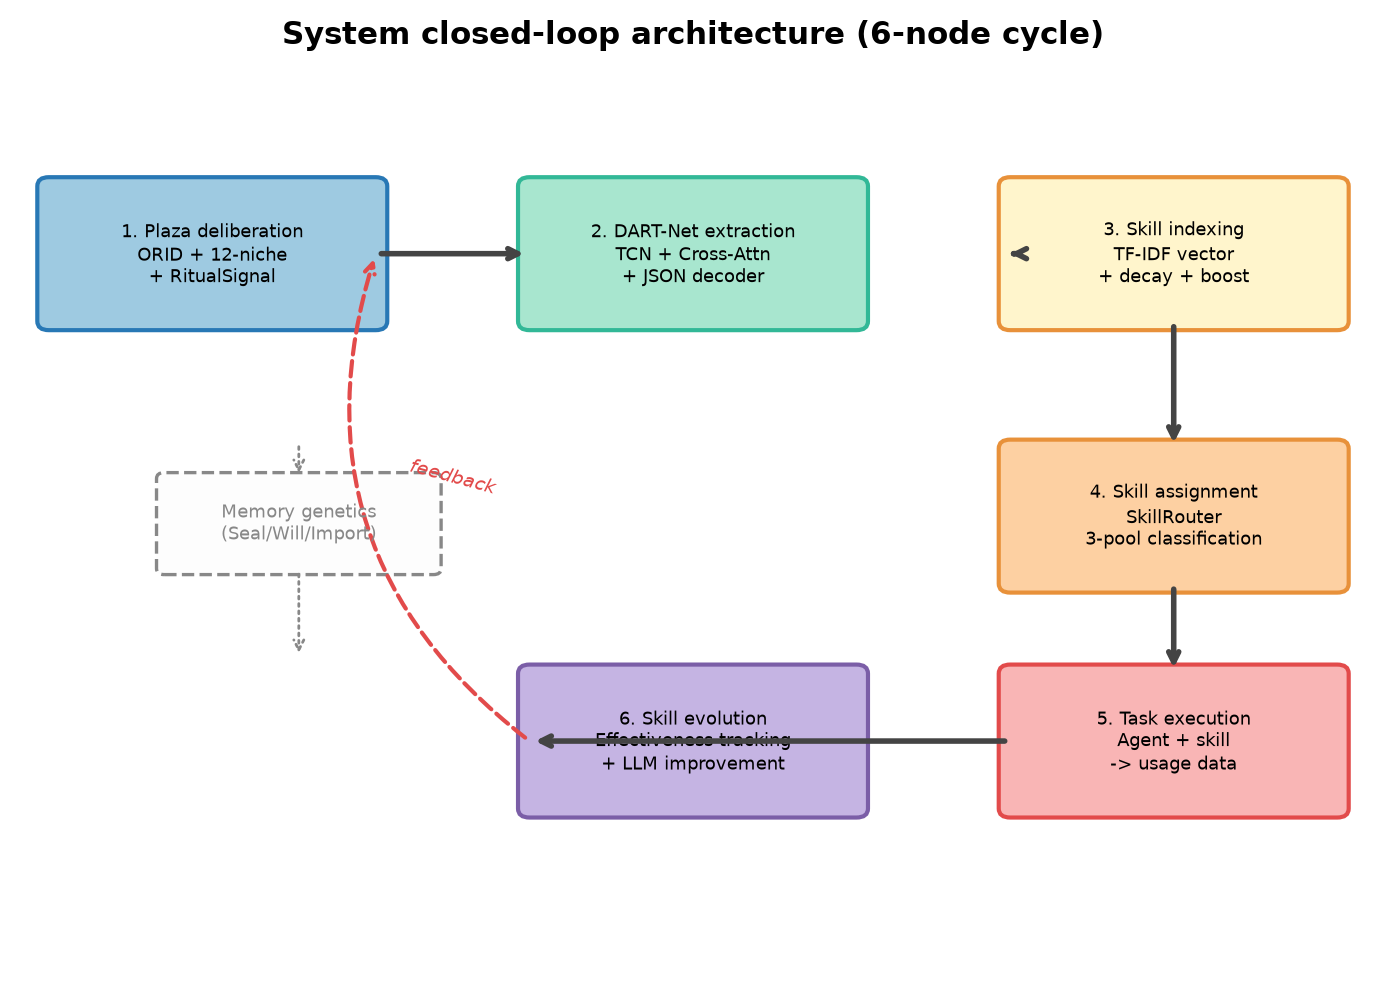 System closed-loop architecture (6-node cycle)
1. Plaza deliberation
ORID + 12-niche
+ RitualSignal
2. DART-Net extraction
TCN + Cross-Attn
+ JSON decoder
3. Skill indexing
TF-IDF vector
+ decay + boost
feedback
Memory genetics
(Seal/Will/Import)
4. Skill assignment
SkillRouter
3-pool classification
6. Skill evolution
Effectiveness tracking
+ LLM improvement
5. Task execution
Agent + skill
-> usage data